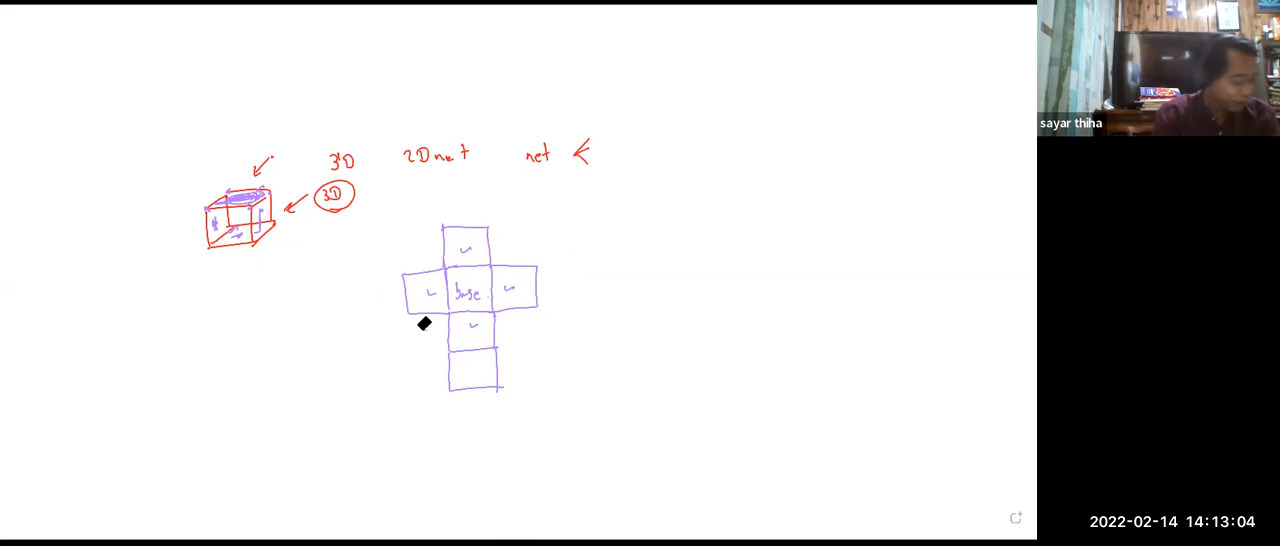 sayar thiha
3D 2D net net
3D
base
2022-02-14 14:13:04